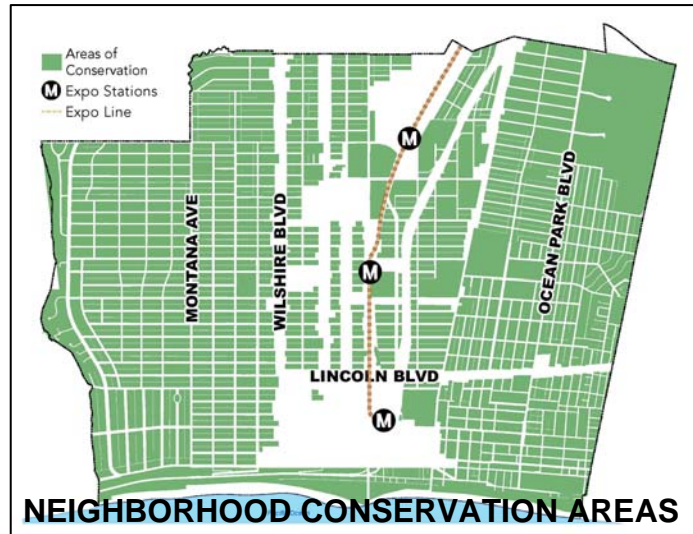 Areas of
Conservation
M Expo Stations
Expo Line
M
MONTANA AVE
WILSHIRE BLVD
OCEAN PARK BLVD
M
LINCOLN BLVD
M
NEIGHBORHOOD CONSERVATION AREAS